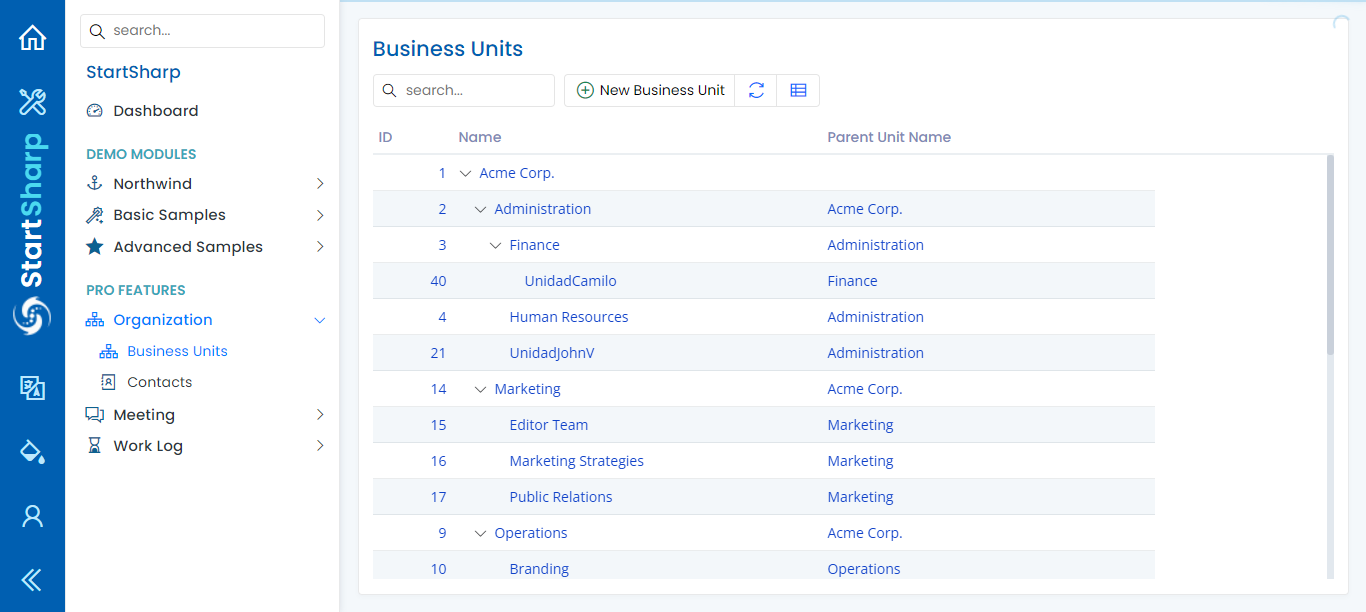 StartSharp
search...
StartSharp
Dashboard
DEMO MODULES
Northwind
Basic Samples
Advanced Samples
PRO FEATURES
Organization
Business Units
Contacts
Meeting
Work Log
Business Units
search...
New Business Unit
ID Name Parent Unit Name
1 Acme Corp.
2 Administration Acme Corp.
3 Finance Administration
40 UnidadCamilo Finance
4 Human Resources Administration
21 UnidadJohnV Administration
14 Marketing Acme Corp.
15 Editor Team Marketing
16 Marketing Strategies Marketing
17 Public Relations Marketing
9 Operations Acme Corp.
10 Branding Operations